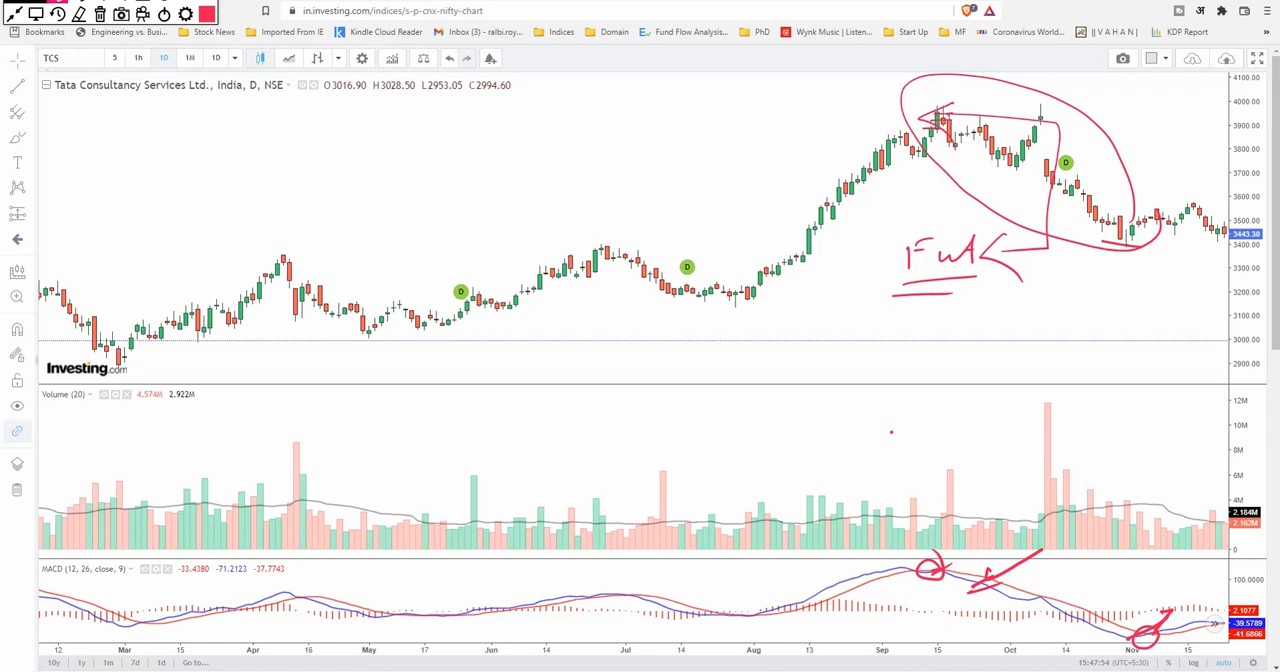 in.investing.com/indices/s-p-cnx-nifty-chart
अ
Bookmarks
Engineering vs. Busi...
Stock News
Imported From IE
Kindle Cloud Reader
Inbox (3) - ralbi.roy...
Indices
Domain
Fund Flow Analysis...
PhD
Wynk Music | Listen...
Start Up
MF
Coronavirus World...
| V A H A N |
KDP Report
»
TCS
5
1h
1D
1M
1D
Tata Consultancy Services Ltd., India, D, NSE
O3016.90 H3028.50 L2953.05 C2994.60
4100.00
4000.00
3900.00
3800.00
3700.00
3600.00
3500.00
3443.30
3400.00
3300.00
3200.00
3100.00
3000.00
2900.00
D
D
D
Investing.com
Volume (20)
4.574M
2.922M
12M
10M
8M
6M
4M
2.184M
2.162M
0
MACD (12, 26, close, 9)
-33.4380
-71.2123
-37.7743
100.0000
2.1077
-39.5789
-41.6866
12
Mar
15
Apr
19
May
17
Jun
14
Jul
14
Aug
13
Sep
14
Oct
14
Nov
15
10y
1y
1m
7d
1d
Go to...
15:47:54 (UTC+5:30)
%
log
auto